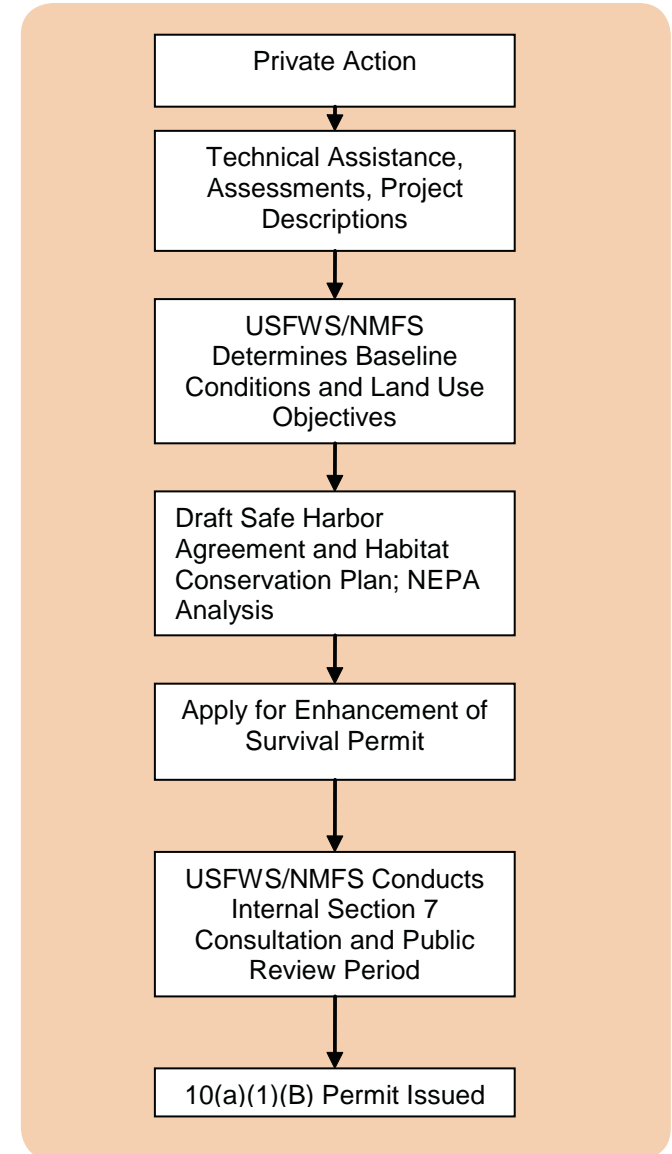 Private Action
Technical Assistance,
Assessments, Project
Descriptions
USFWS/NMFS
Determines Baseline
Conditions and Land Use
Objectives
Draft Safe Harbor
Agreement and Habitat
Conservation Plan; NEPA
Analysis
Apply for Enhancement of
Survival Permit
USFWS/NMFS Conducts
Internal Section 7
Consultation and Public
Review Period
10(a)(1)(B) Permit Issued